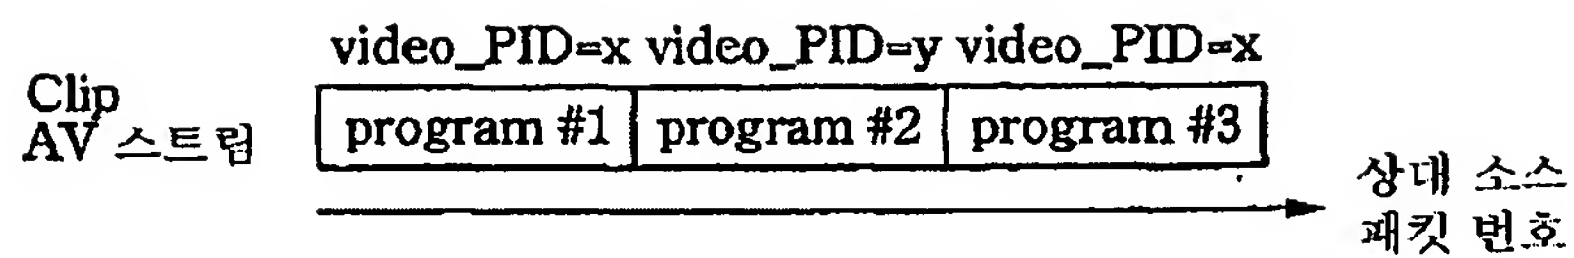 video_PID=x video_PID=y video_PID=x
Clip
AV 스트림
program #1 program #2 program #3
상대 소스
패킷 번호